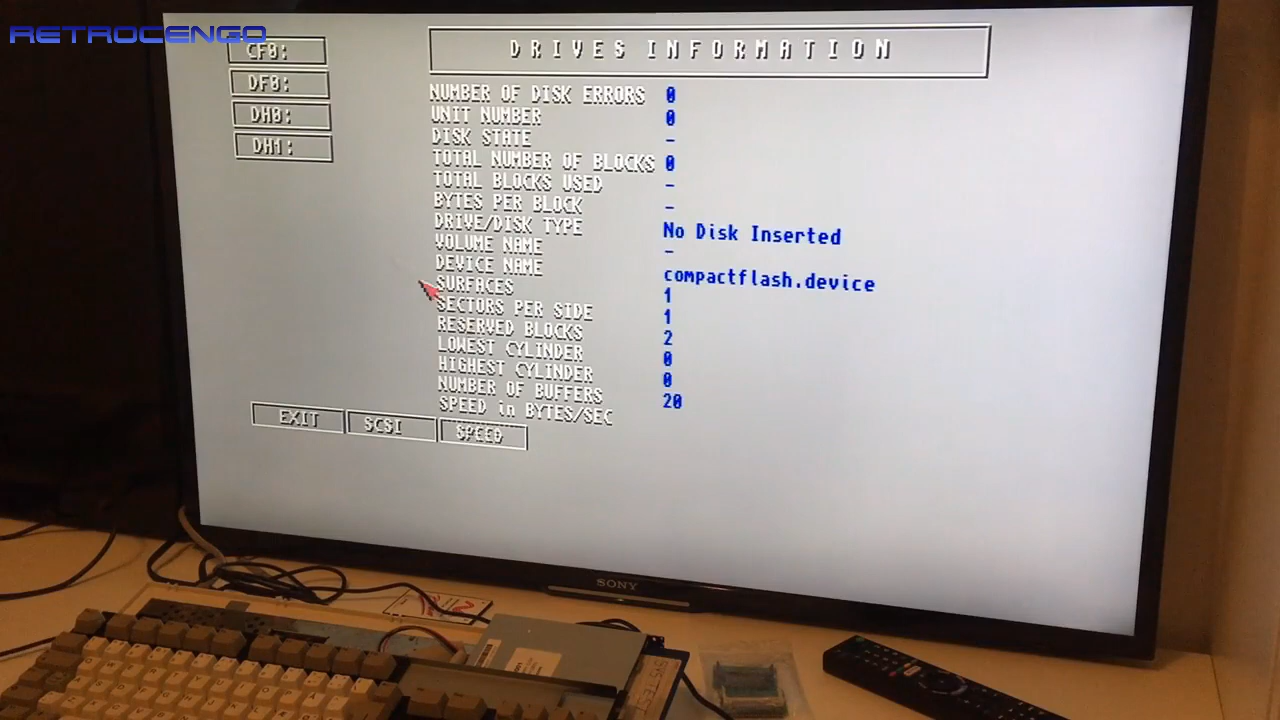 RETROCENGO
CF0:
DF0:
DH0:
DH1:
DRIVES INFORMATION
NUMBER OF DISK ERRORS 0
UNIT NUMBER 0
DISK STATE -
TOTAL NUMBER OF BLOCKS 0
TOTAL BLOCKS USED -
BYTES PER BLOCK -
DRIVE/DISK TYPE No Disk Inserted
VOLUME NAME -
DEVICE NAME compactflash.device
SURFACES 1
SECTORS PER SIDE 1
RESERVED BLOCKS 2
LOWEST CYLINDER 0
HIGHEST CYLINDER 0
NUMBER OF BUFFERS 20
SPEED in BYTES/SEC
EXIT
SCSI
SPEED
SONY